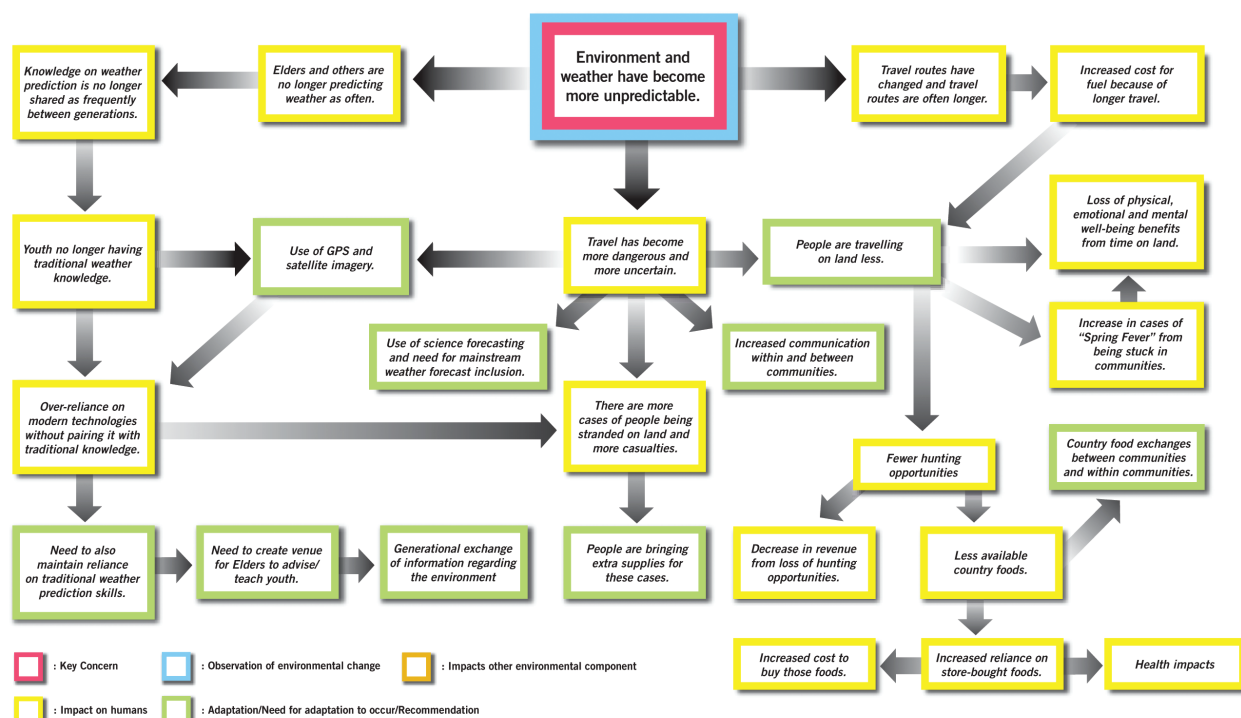 Environment and
weather have become
more unpredictable.
Elders and others are
no longer predicting
weather as often.
Knowledge on weather
prediction is no longer
shared as frequently
between generations.
Travel routes have
changed and travel
routes are often longer.
Increased cost for
fuel because of
longer travel.
Youth no longer having
traditional weather
knowledge.
Use of GPS and
satellite imagery.
Travel has become
more dangerous and
more uncertain.
People are travelling
on land less.
Loss of physical,
emotional and mental
well-being benefits
from time on land.
Use of science forecasting
and need for mainstream
weather forecast inclusion.
Increased communication
within and between
communities.
Increase in cases of
“Spring Fever” from
being stuck in
communities.
Over-reliance on
modern technologies
without pairing it with
traditional knowledge.
There are more
cases of people being
stranded on land and
more casualties.
Fewer hunting
opportunities
Country food exchanges
between communities
and within communities.
Need to also
maintain reliance
on traditional weather
prediction skills.
Need to create venue
for Elders to advise/
teach youth.
Generational exchange
of information regarding
the environment
People are bringing
extra supplies for
these cases.
Decrease in revenue
from loss of hunting
opportunities.
Less available
country foods.
Increased cost to
buy those foods.
Increased reliance on
store-bought foods.
Health impacts
: Key Concern
: Observation of environmental change
: Impacts other environmental component
: Impact on humans
: Adaptation/Need for adaptation to occur/Recommendation